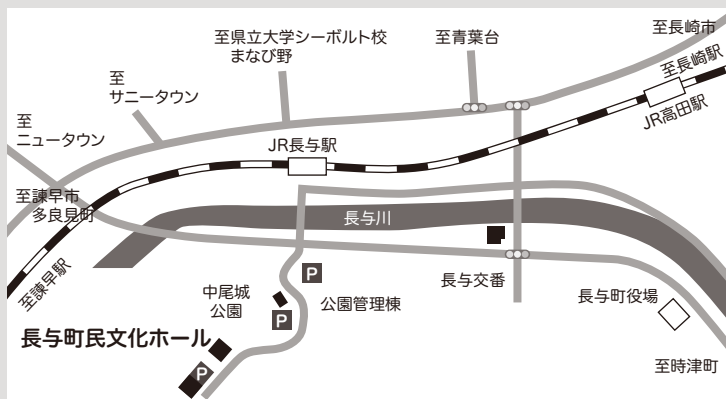 至県立大学シーボルト校
まなび野
至青葉台
至長崎市
至長崎駅
至
サニータウン
JR高田駅
至
ニュータウン
JR長与駅
至諫早市
多良見町
長与川
至諫早駅
中尾城
公園
P
公園管理棟
長与交番
長与町役場
P
長与町民文化ホール
P
至時津町